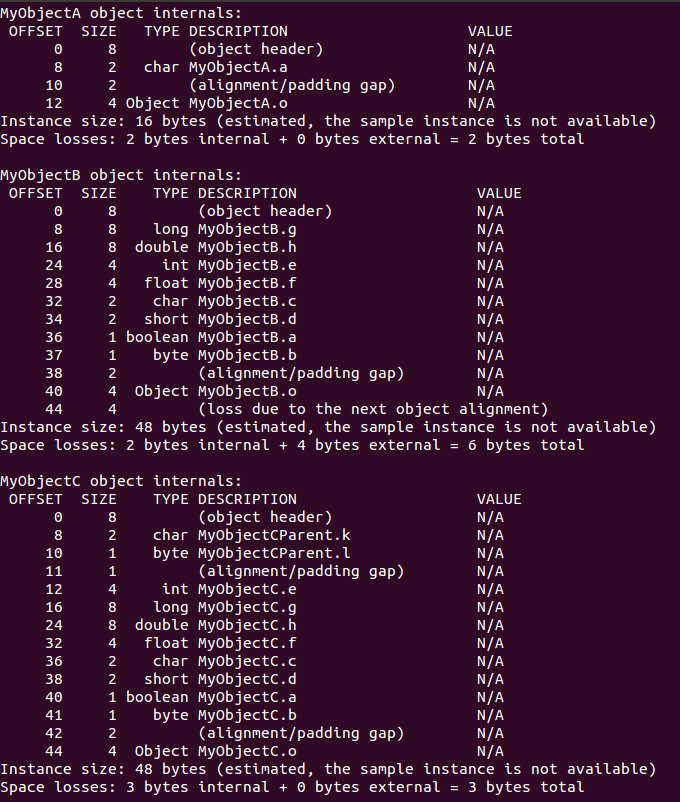 MyObjectA object internals:
 OFFSET  SIZE   TYPE DESCRIPTION                    VALUE
      0     8        (object header)                N/A
      8     2   char MyObjectA.a                    N/A
     10     2        (alignment/padding gap)        N/A
     12     4 Object MyObjectA.o                    N/A
Instance size: 16 bytes (estimated, the sample instance is not available)
Space losses: 2 bytes internal + 0 bytes external = 2 bytes total

MyObjectB object internals:
 OFFSET  SIZE    TYPE DESCRIPTION                    VALUE
      0     8         (object header)                N/A
      8     8    long MyObjectB.g                    N/A
     16     8  double MyObjectB.h                    N/A
     24     4     int MyObjectB.e                    N/A
     28     4   float MyObjectB.f                    N/A
     32     2    char MyObjectB.c                    N/A
     34     2   short MyObjectB.d                    N/A
     36     1 boolean MyObjectB.a                    N/A
     37     1    byte MyObjectB.b                    N/A
     38     2         (alignment/padding gap)        N/A
     40     4  Object MyObjectB.o                    N/A
     44     4         (loss due to the next object alignment)
Instance size: 48 bytes (estimated, the sample instance is not available)
Space losses: 2 bytes internal + 4 bytes external = 6 bytes total

MyObjectC object internals:
 OFFSET  SIZE    TYPE DESCRIPTION                    VALUE
      0     8         (object header)                N/A
      8     2    char MyObjectCParent.k              N/A
     10     1    byte MyObjectCParent.l              N/A
     11     1         (alignment/padding gap)        N/A
     12     4     int MyObjectC.e                    N/A
     16     8    long MyObjectC.g                    N/A
     24     8  double MyObjectC.h                    N/A
     32     4   float MyObjectC.f                    N/A
     36     2    char MyObjectC.c                    N/A
     38     2   short MyObjectC.d                    N/A
     40     1 boolean MyObjectC.a                    N/A
     41     1    byte MyObjectC.b                    N/A
     42     2         (alignment/padding gap)        N/A
     44     4  Object MyObjectC.o                    N/A
Instance size: 48 bytes (estimated, the sample instance is not available)
Space losses: 3 bytes internal + 0 bytes external = 3 bytes total